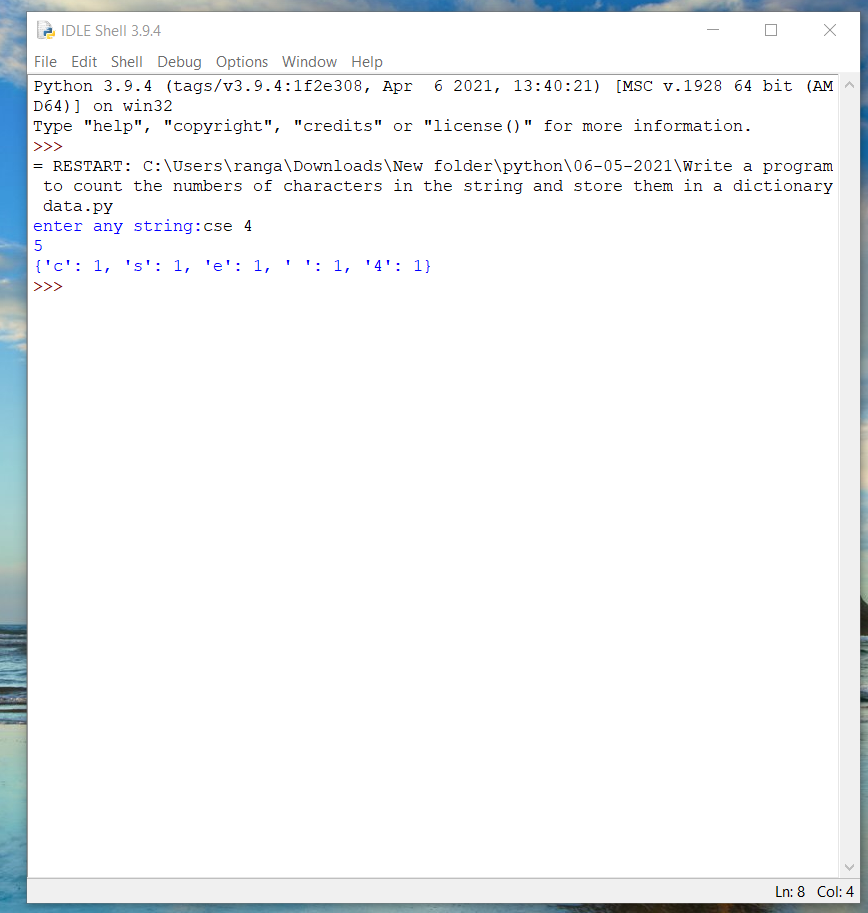 IDLE Shell 3.9.4
File Edit Shell Debug Options Window Help
Python 3.9.4 (tags/v3.9.4:1f2e308, Apr  6 2021, 13:40:21) [MSC v.1928 64 bit (AM
D64)] on win32
Type "help", "copyright", "credits" or "license()" for more information.
>>>
= RESTART: C:\Users\ranga\Downloads\New folder\python\06-05-2021\Write a program
 to count the numbers of characters in the string and store them in a dictionary
 data.py
enter any string:cse 4
5
{'c': 1, 's': 1, 'e': 1, ' ': 1, '4': 1}
>>>
Ln: 8 Col: 4